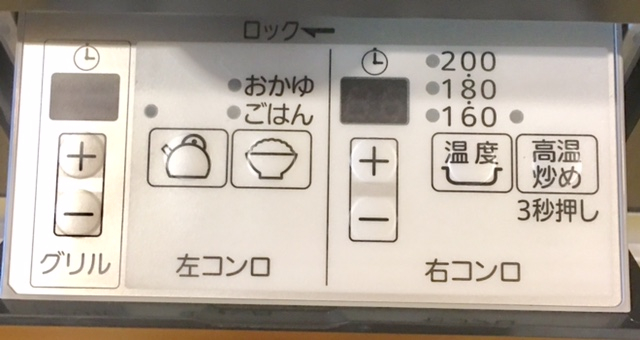 ロック
おかゆ
ごはん
200
180
160
+
−
+
−
温度
高温
炒め
3秒押し
グリル
左コンロ
右コンロ